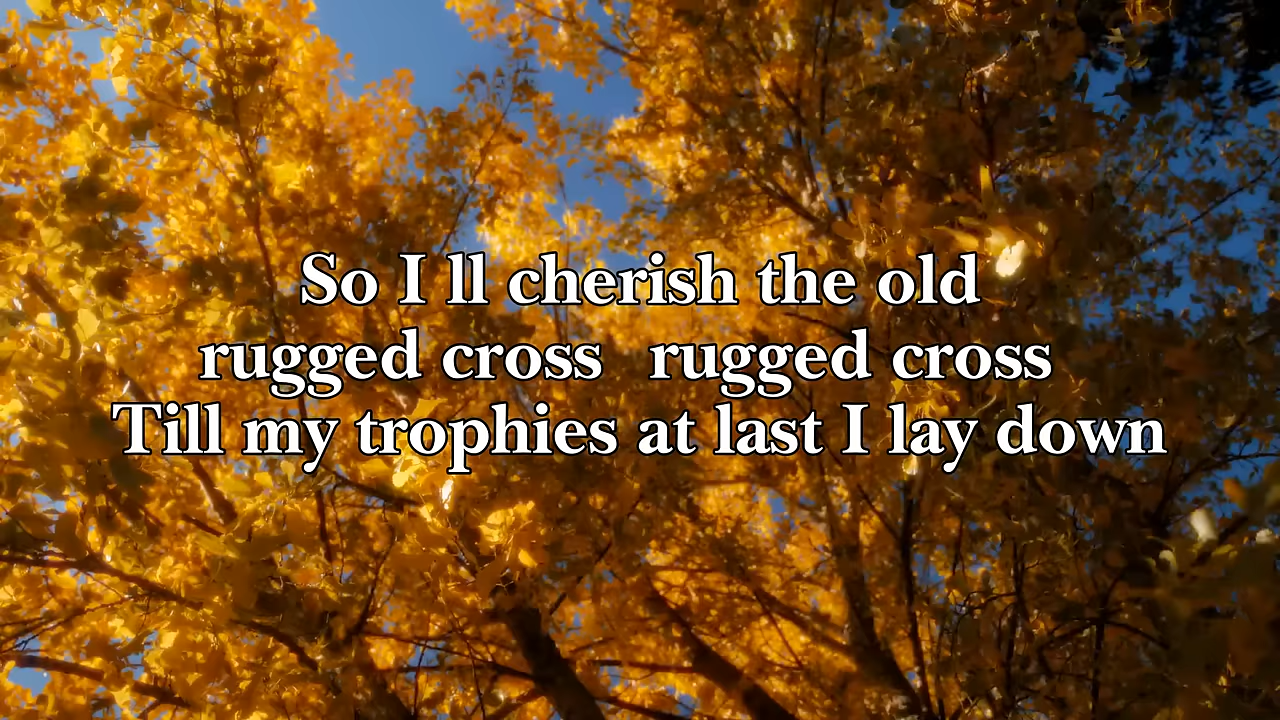 So I ll cherish the old
rugged cross  rugged cross
Till my trophies at last I lay down